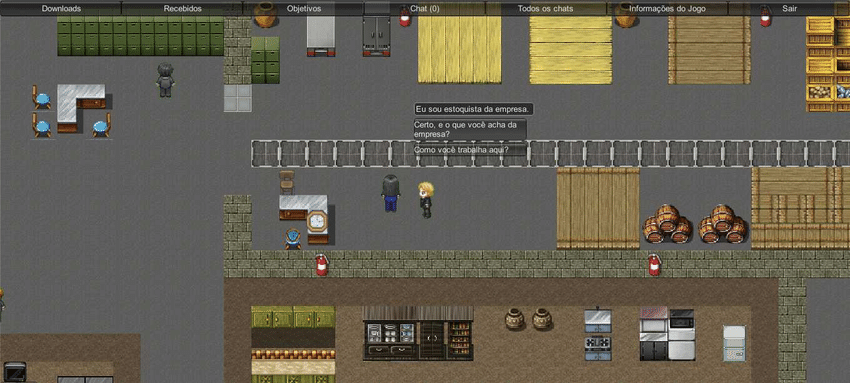 Downloads
Recebidos
Objetivos
Chat (0)
Todos os chats
Informações do Jogo
Sair
Eu sou estoquista da empresa.
Certo, e o que você acha da
empresa?
Como você trabalha aqui?